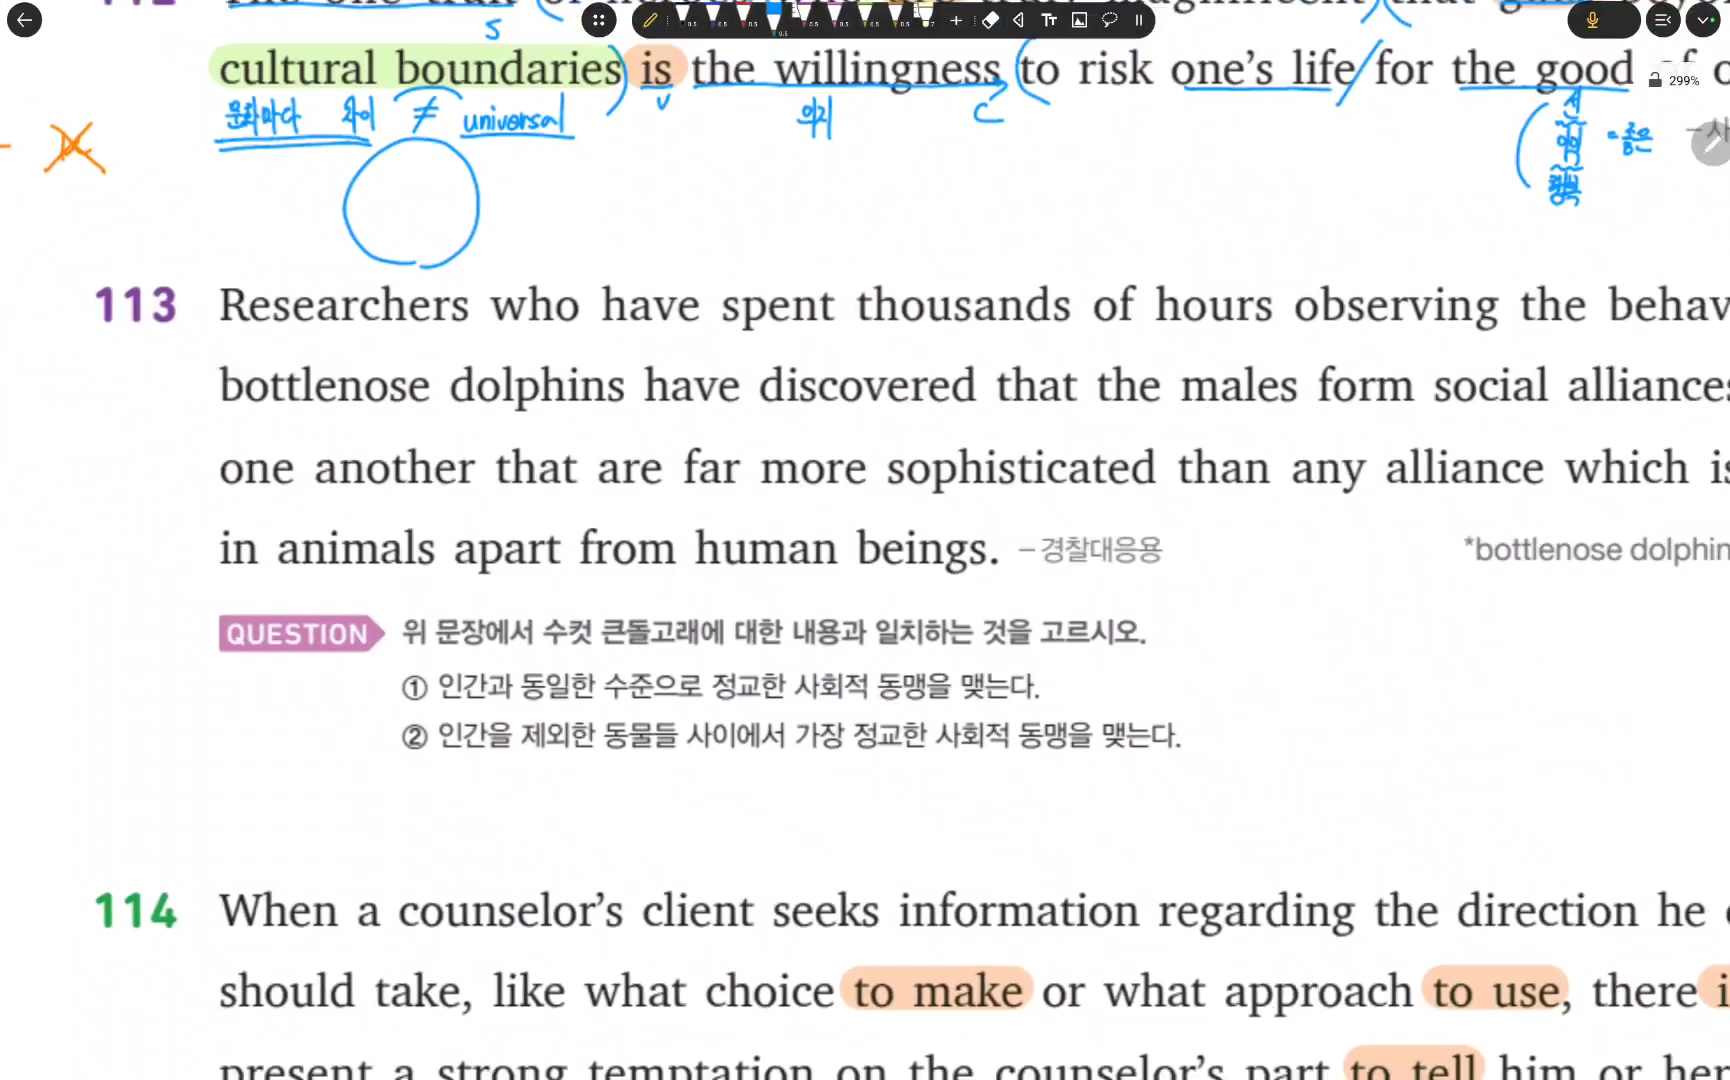 S
299%
cultural boundaries is the willingness to risk one's life for the good of
문화마다 차이 ≠ universal
V
의지
C
선
이익
행복
113 Researchers who have spent thousands of hours observing the behav
bottlenose dolphins have discovered that the males form social alliances
one another that are far more sophisticated than any alliance which is
in animals apart from human beings. – 경찰대응용
*bottlenose dolphin
QUESTION 위 문장에서 수컷 큰돌고래에 대한 내용과 일치하는 것을 고르시오.
① 인간과 동일한 수준으로 정교한 사회적 동맹을 맺는다.
② 인간을 제외한 동물들 사이에서 가장 정교한 사회적 동맹을 맺는다.
114 When a counselor's client seeks information regarding the direction he
should take, like what choice to make or what approach to use, there i
present a strong temptation on the counselor's part to tell him or her